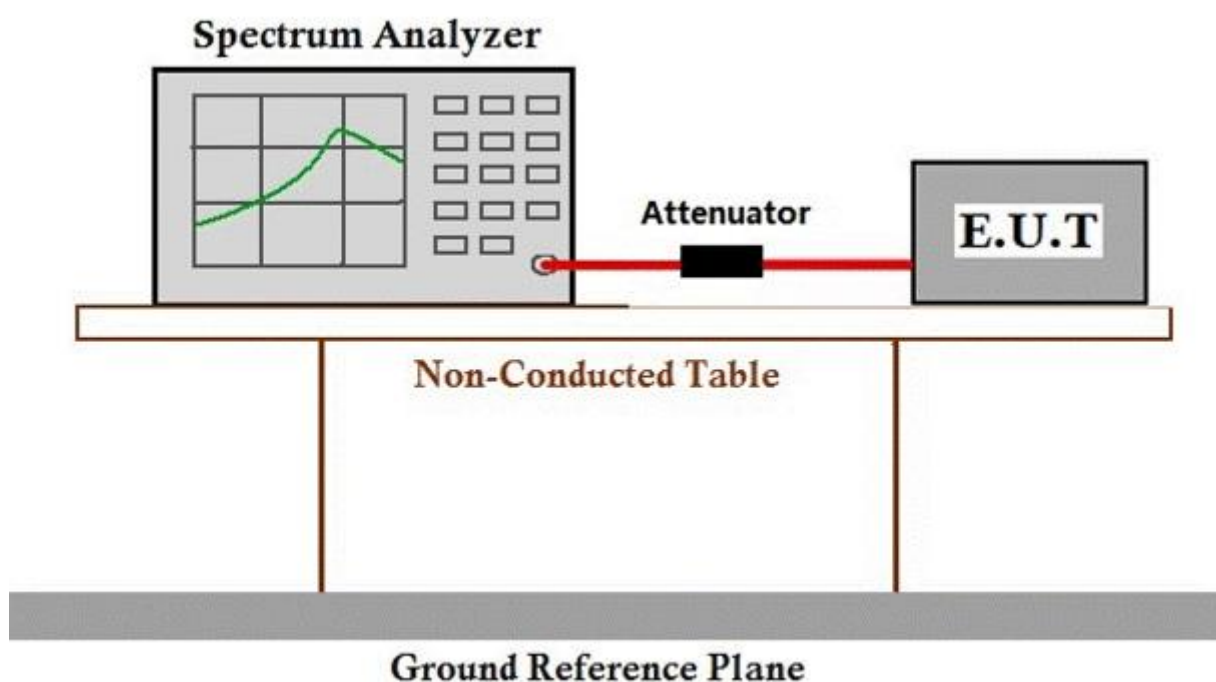 Spectrum Analyzer
Attenuator
E.U.T
Non-Conducted Table
Ground Reference Plane